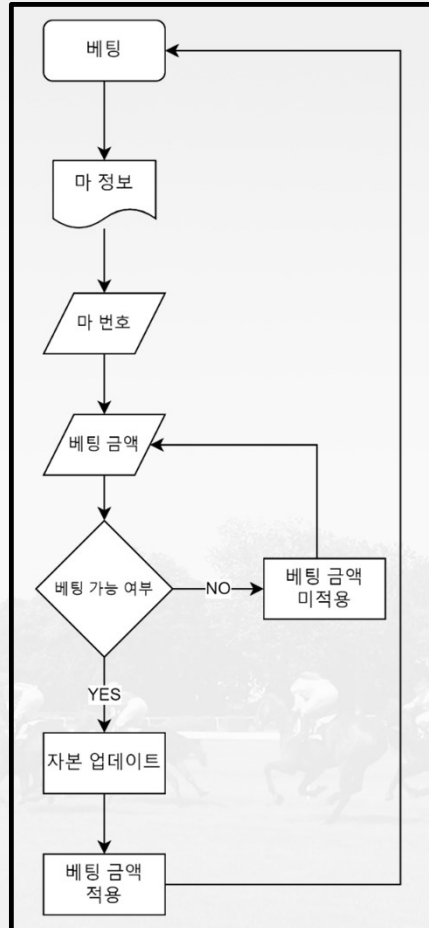 베팅
마 정보
마 번호
베팅 금액
베팅 가능 여부
NO
베팅 금액
미적용
YES
자본 업데이트
베팅 금액
적용